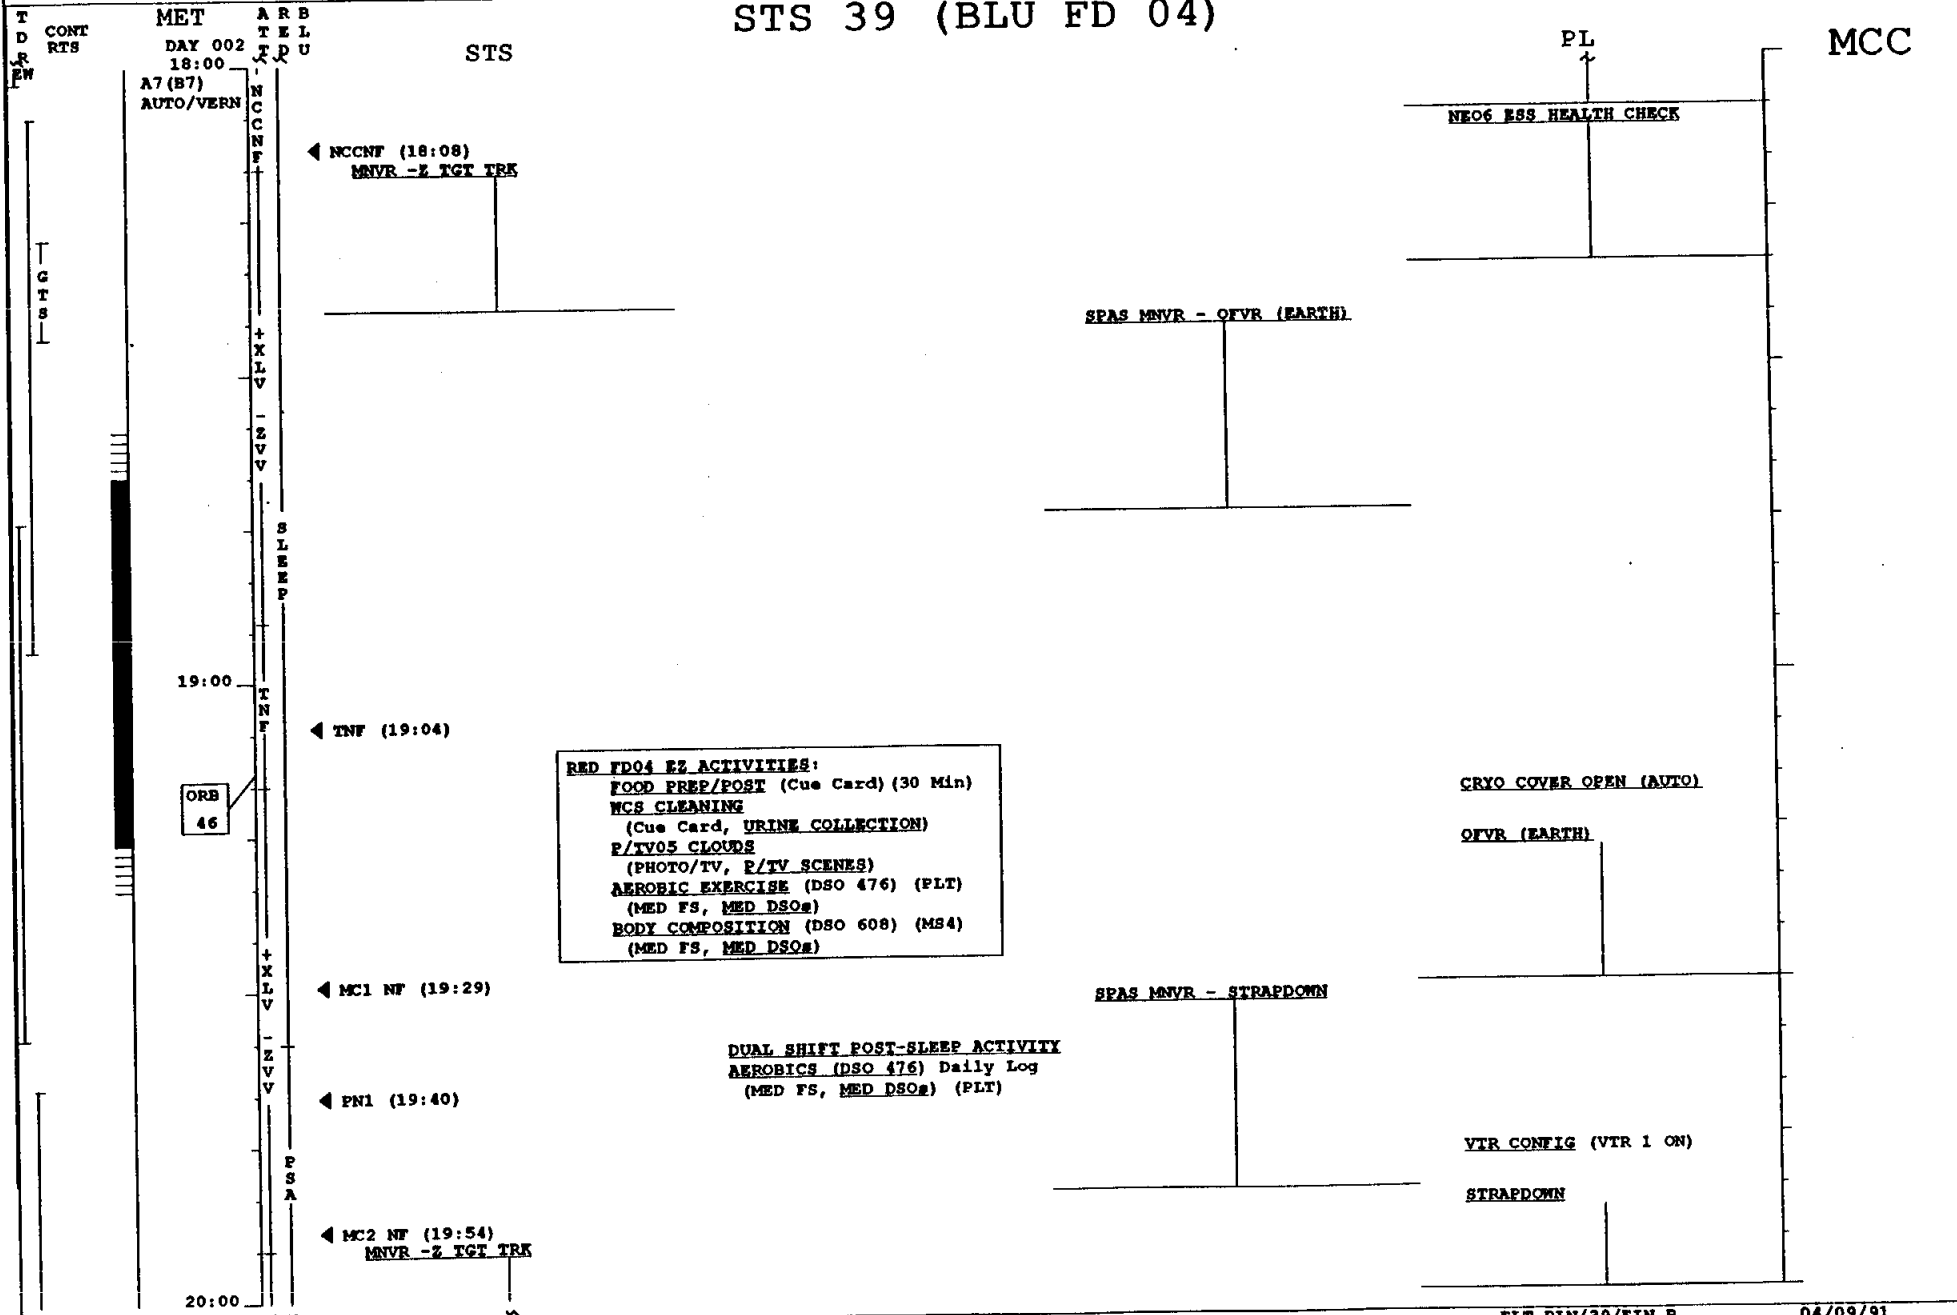 STS 39 (BLU FD 04)
TDRS
EW
CONT
RTS
MET
DAY 002
ATT
RED
BLU
STS
PL
MCC
18:00
A7(B7)
AUTO/VERN
NCCNF
NEO6 ESS HEALTH CHECK
◀ NCCNF (18:08)
MNVR -Z TGT TRK
GTS
SPAS MNVR - OFVR (EARTH)
+XLV -ZVV
SLEEP
19:00
TNF
◀ TNF (19:04)
ORB
46
RED FD04 EZ ACTIVITIES:
FOOD PREP/POST (Cue Card) (30 Min)
WCS CLEANING
(Cue Card, URINE COLLECTION)
P/TV05 CLOUDS
(PHOTO/TV, P/TV SCENES)
AEROBIC EXERCISE (DSO 476) (PLT)
(MED FS, MED DSOs)
BODY COMPOSITION (DSO 608) (MS4)
(MED FS, MED DSOs)
CRYO COVER OPEN (AUTO)
OFVR (EARTH)
+XLV -ZVV
◀ MC1 NF (19:29)
SPAS MNVR - STRAPDOWN
DUAL SHIFT POST-SLEEP ACTIVITY
AEROBICS (DSO 476) Daily Log
(MED FS, MED DSOs) (PLT)
◀ PN1 (19:40)
VTR CONFIG (VTR 1 ON)
PSA
STRAPDOWN
◀ MC2 NF (19:54)
MNVR -Z TGT TRK
20:00
04/09/91